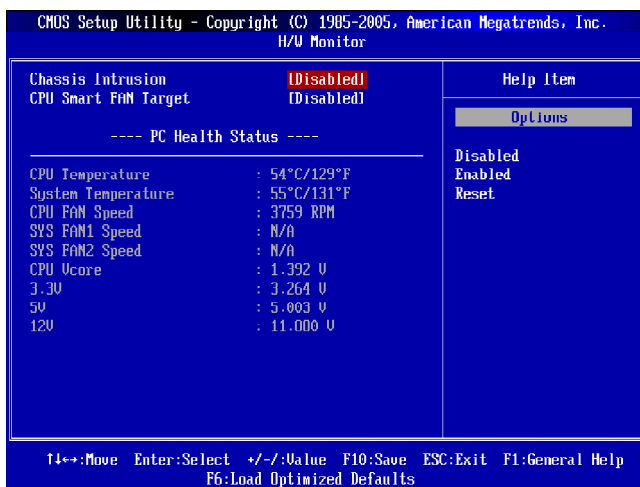 CMOS Setup Utility - Copyright (C) 1985-2005, American Megatrends, Inc.
H/W Monitor
Chassis Intrusion [Disabled]
CPU Smart FAN Target [Disabled]
---- PC Health Status ----
CPU Temperature : 54°C/129°F
System Temperature : 55°C/131°F
CPU FAN Speed : 3759 RPM
SYS FAN1 Speed : N/A
SYS FAN2 Speed : N/A
CPU Vcore : 1.392 V
3.3V : 3.264 V
5V : 5.003 V
12V : 11.000 V
Help Item
Options
Disabled
Enabled
Reset
↑↓←→:Move Enter:Select +/-/:Value F10:Save ESC:Exit F1:General Help
F6:Load Optimized Defaults